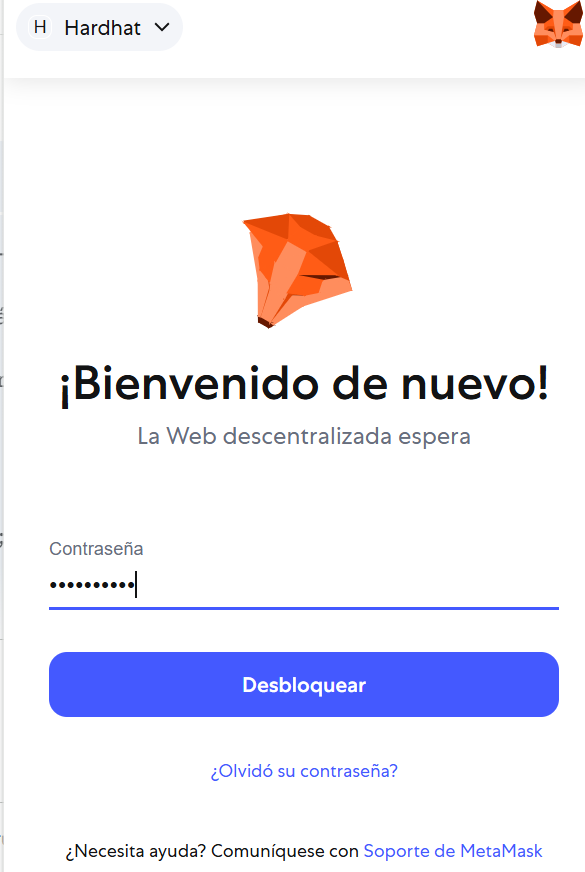 H Hardhat
¡Bienvenido de nuevo!
La Web descentralizada espera
Contraseña
••••••••••
Desbloquear
¿Olvidó su contraseña?
¿Necesita ayuda? Comuníquese con Soporte de MetaMask